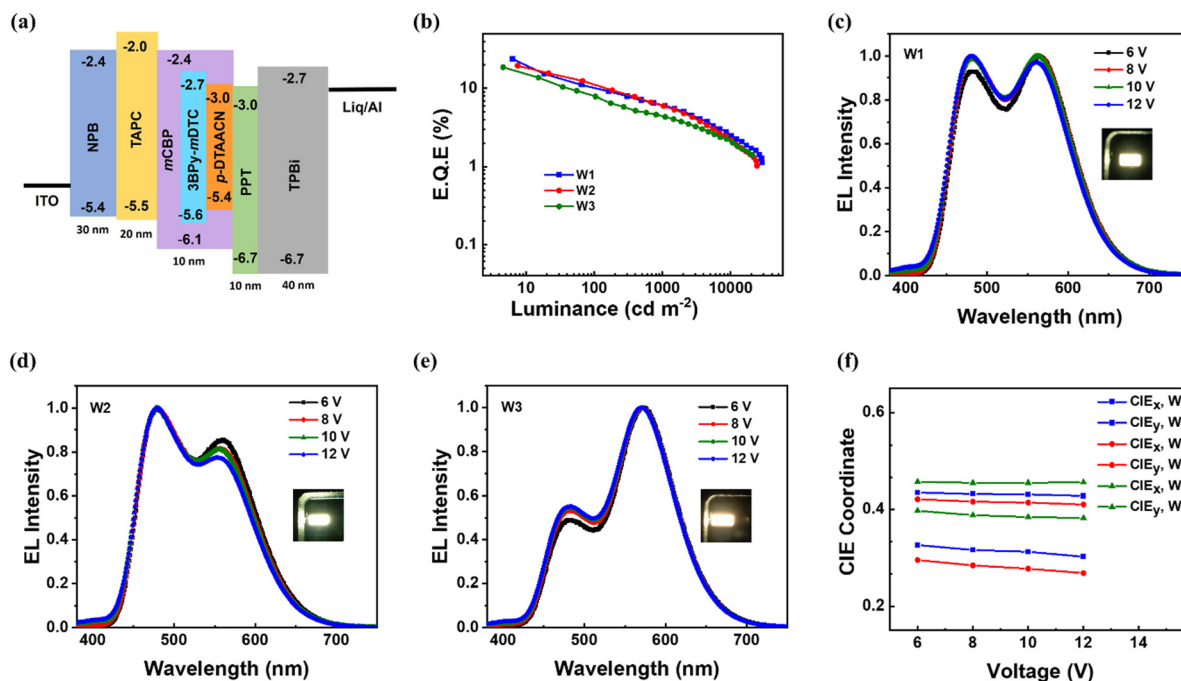 (a)
-2.0
-2.4
-2.4
-2.7
-2.7
-3.0
-3.0
Liq/Al
NPB
TAPC
mCBP
3BPy-mDTC
p-DTAACN
PPT
TPBi
ITO
-5.4
-5.5
-5.6
-5.4
-6.1
-6.7
-6.7
30 nm
20 nm
10 nm
10 nm
40 nm
(b)
E.Q.E (%)
10
1
0.1
W1
W2
W3
10
100
1000
10000
Luminance (cd m⁻²)
(c)
W1
EL Intensity
1.0
0.8
0.6
0.4
0.2
0.0
6 V
8 V
10 V
12 V
400
500
600
700
Wavelength (nm)
(d)
W2
EL Intensity
1.0
0.8
0.6
0.4
0.2
0.0
6 V
8 V
10 V
12 V
400
500
600
700
Wavelength (nm)
(e)
W3
EL Intensity
1.0
0.8
0.6
0.4
0.2
0.0
6 V
8 V
10 V
12 V
400
500
600
700
Wavelength (nm)
(f)
CIE Coordinate
0.6
0.4
0.2
CIEx, W
CIEy, W
CIEx, W
CIEy, W
CIEx, W
CIEy, W
6
8
10
12
14
Voltage (V)